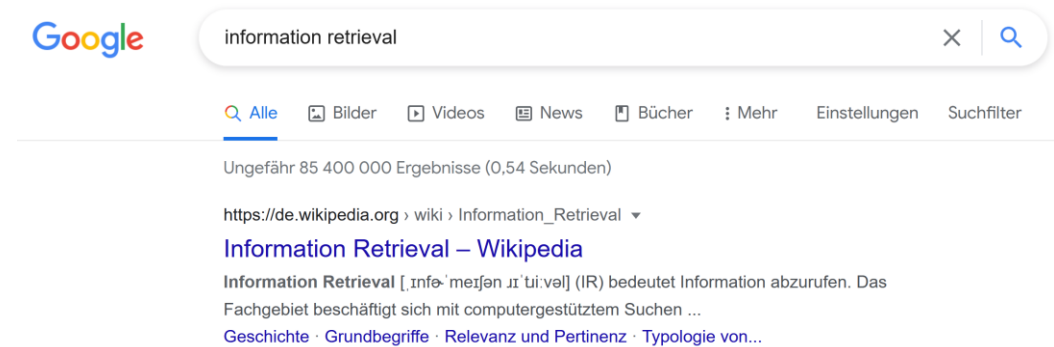 Google information retrieval
Alle Bilder Videos News Bücher Mehr Einstellungen Suchfilter
Ungefähr 85 400 000 Ergebnisse (0,54 Sekunden)
https://de.wikipedia.org › wiki › Information_Retrieval
Information Retrieval – Wikipedia
Information Retrieval [ˌɪnfɚˈmeɪʃən ɹɪˈtɹiːvəl] (IR) bedeutet Information abzurufen. Das
Fachgebiet beschäftigt sich mit computergestütztem Suchen ...
Geschichte · Grundbegriffe · Relevanz und Pertinenz · Typologie von...